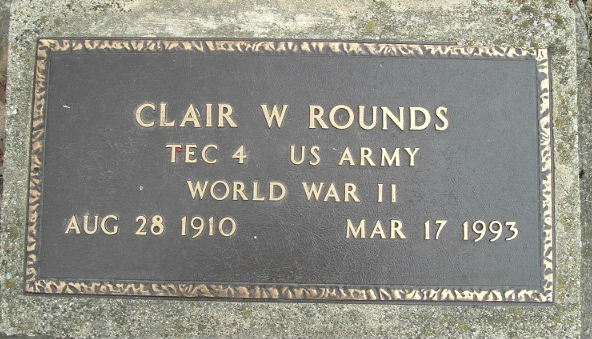 CLAIR W ROUNDS
TEC 4 US ARMY
WORLD WAR II
AUG 28 1910 MAR 17 1993